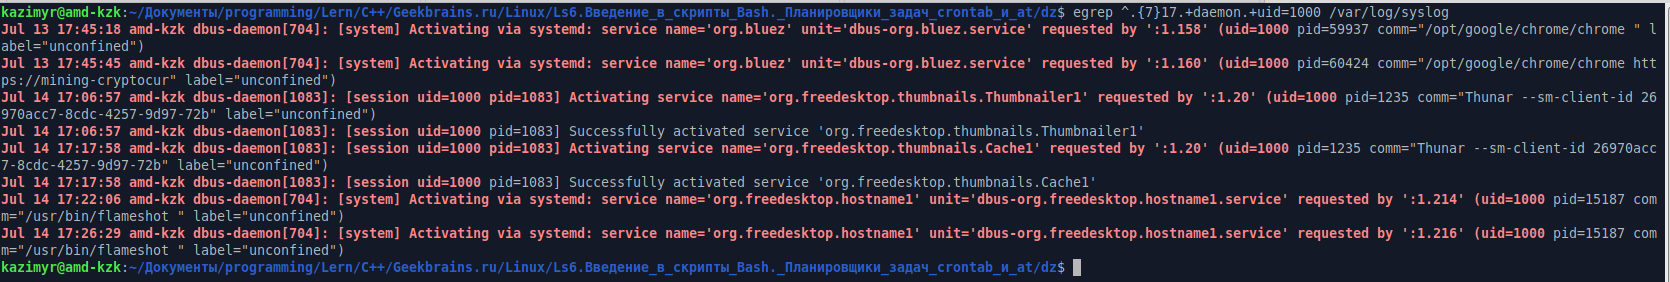 kazimyr@amd-kzk:~/Документы/programming/Lern/C++/Geekbrains.ru/Linux/Ls6.Введение_в_скрипты_Bash._Планировщики_задач_crontab_и_at/dz$ egrep ^.{7}17.+daemon.+uid=1000 /var/log/syslog
Jul 13 17:45:18 amd-kzk dbus-daemon[704]: [system] Activating via systemd: service name='org.bluez' unit='dbus-org.bluez.service' requested by ':1.158' (uid=1000 pid=59937 comm="/opt/google/chrome/chrome " l
abel="unconfined")
Jul 13 17:45:45 amd-kzk dbus-daemon[704]: [system] Activating via systemd: service name='org.bluez' unit='dbus-org.bluez.service' requested by ':1.160' (uid=1000 pid=60424 comm="/opt/google/chrome/chrome htt
ps://mining-cryptocur" label="unconfined")
Jul 14 17:06:57 amd-kzk dbus-daemon[1083]: [session uid=1000 pid=1083] Activating service name='org.freedesktop.thumbnails.Thumbnailer1' requested by ':1.20' (uid=1000 pid=1235 comm="Thunar --sm-client-id 26
970acc7-8cdc-4257-9d97-72b" label="unconfined")
Jul 14 17:06:57 amd-kzk dbus-daemon[1083]: [session uid=1000 pid=1083] Successfully activated service 'org.freedesktop.thumbnails.Thumbnailer1'
Jul 14 17:17:58 amd-kzk dbus-daemon[1083]: [session uid=1000 pid=1083] Activating service name='org.freedesktop.thumbnails.Cache1' requested by ':1.20' (uid=1000 pid=1235 comm="Thunar --sm-client-id 26970acc
7-8cdc-4257-9d97-72b" label="unconfined")
Jul 14 17:17:58 amd-kzk dbus-daemon[1083]: [session uid=1000 pid=1083] Successfully activated service 'org.freedesktop.thumbnails.Cache1'
Jul 14 17:22:06 amd-kzk dbus-daemon[704]: [system] Activating via systemd: service name='org.freedesktop.hostname1' unit='dbus-org.freedesktop.hostname1.service' requested by ':1.214' (uid=1000 pid=15187 com
m="/usr/bin/flameshot " label="unconfined")
Jul 14 17:26:29 amd-kzk dbus-daemon[704]: [system] Activating via systemd: service name='org.freedesktop.hostname1' unit='dbus-org.freedesktop.hostname1.service' requested by ':1.216' (uid=1000 pid=15187 com
m="/usr/bin/flameshot " label="unconfined")
kazimyr@amd-kzk:~/Документы/programming/Lern/C++/Geekbrains.ru/Linux/Ls6.Введение_в_скрипты_Bash._Планировщики_задач_crontab_и_at/dz$